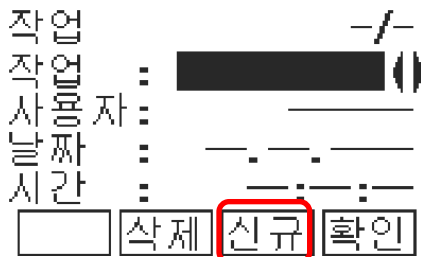 작업 -/-
작업 :
사용자 : ————
날짜 : —.—.——
시간 : —:—:—
삭제 신규 확인